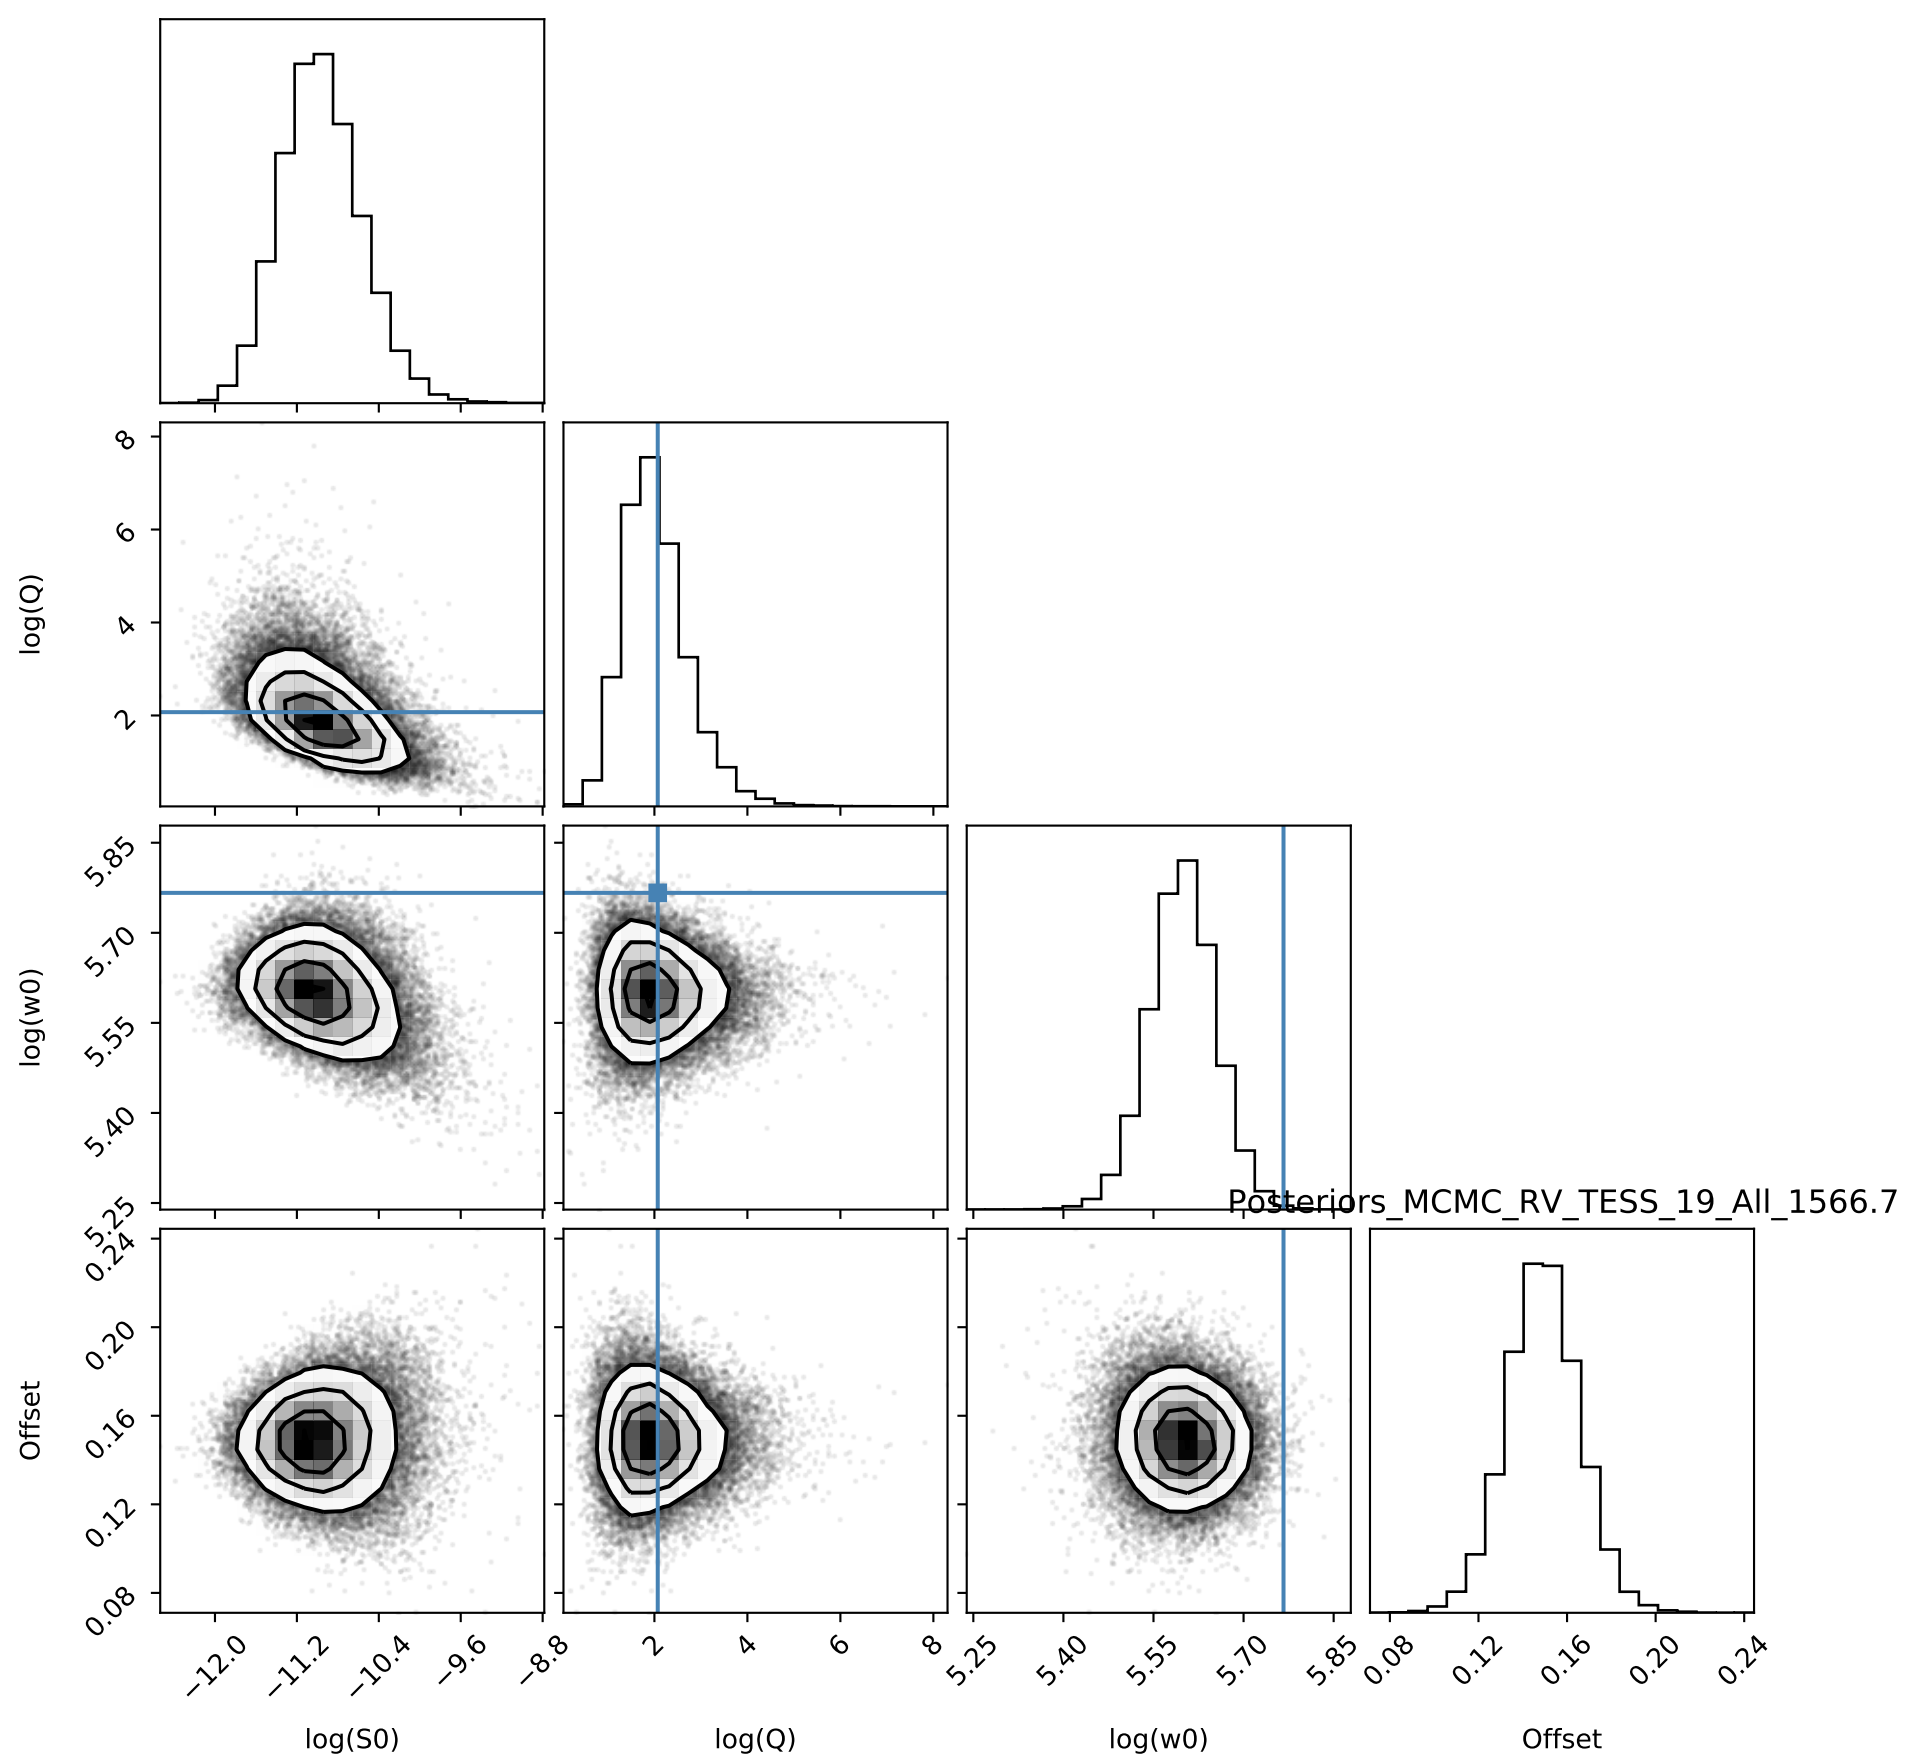 8
6
4
2
log(Q)
5.85
5.70
5.55
5.40
5.25
log(w0)
Posteriors_MCMC_RV_TESS_19_All_1566.7
0.24
0.20
0.16
0.12
0.08
Offset
−12.0 −11.2 −10.4 −9.6 −8.8 2 4 6 8 5.25 5.40 5.55 5.70 5.85 0.08 0.12 0.16 0.20 0.24
log(S0) log(Q) log(w0) Offset